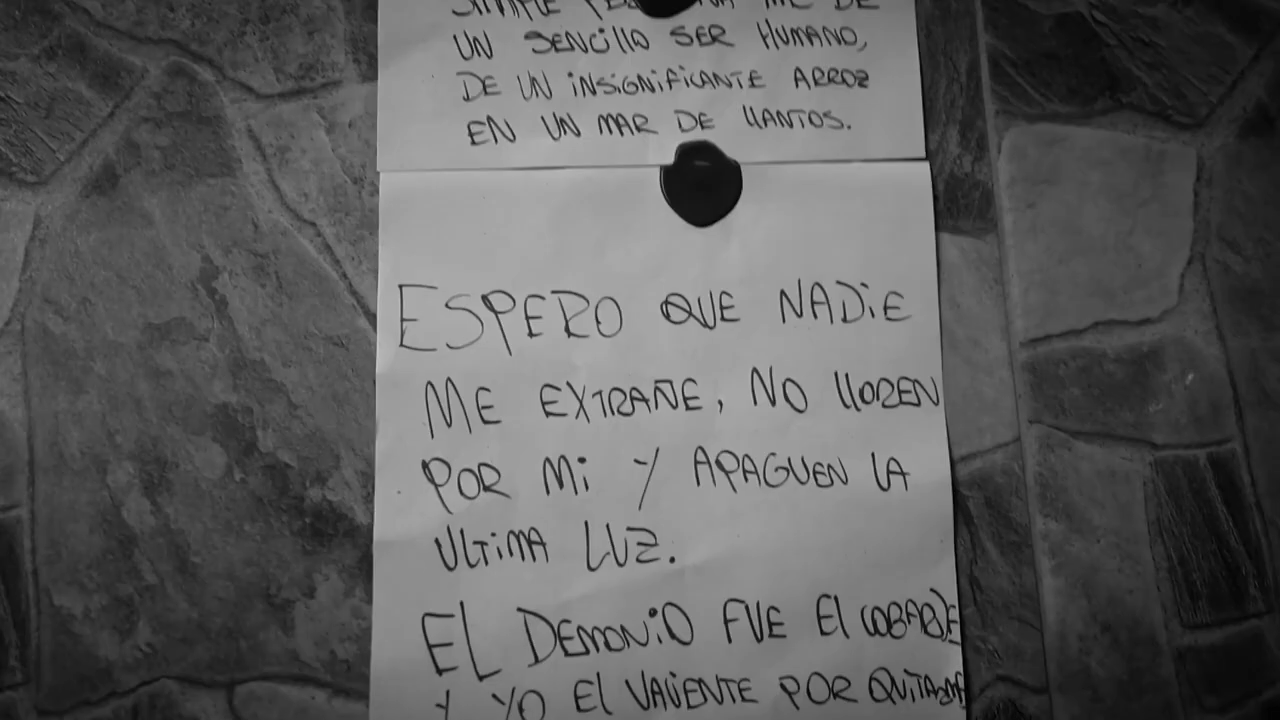 SIMPLE
UN SENCILLO SER HUMANO,
DE UN INSIGNIFICANTE ARROZ
EN UN MAR DE LLANTOS.
ESPERO QUE NADIE
ME EXTRAÑE, NO LLOREN
POR MI Y APAGUEN LA
ULTIMA LUZ.
EL DEMONIO FUE EL COBARDE
Y YO EL VALIENTE POR